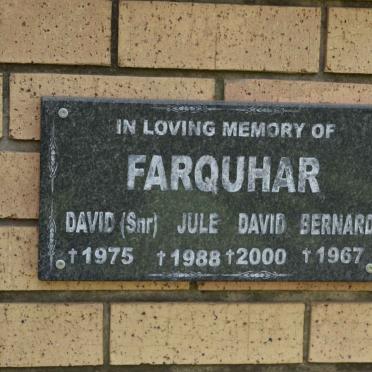 IN LOVING MEMORY OF
FARQUHAR
DAVID (Snr) JULE DAVID BERNARD
†1975 †1988 †2000 †1967